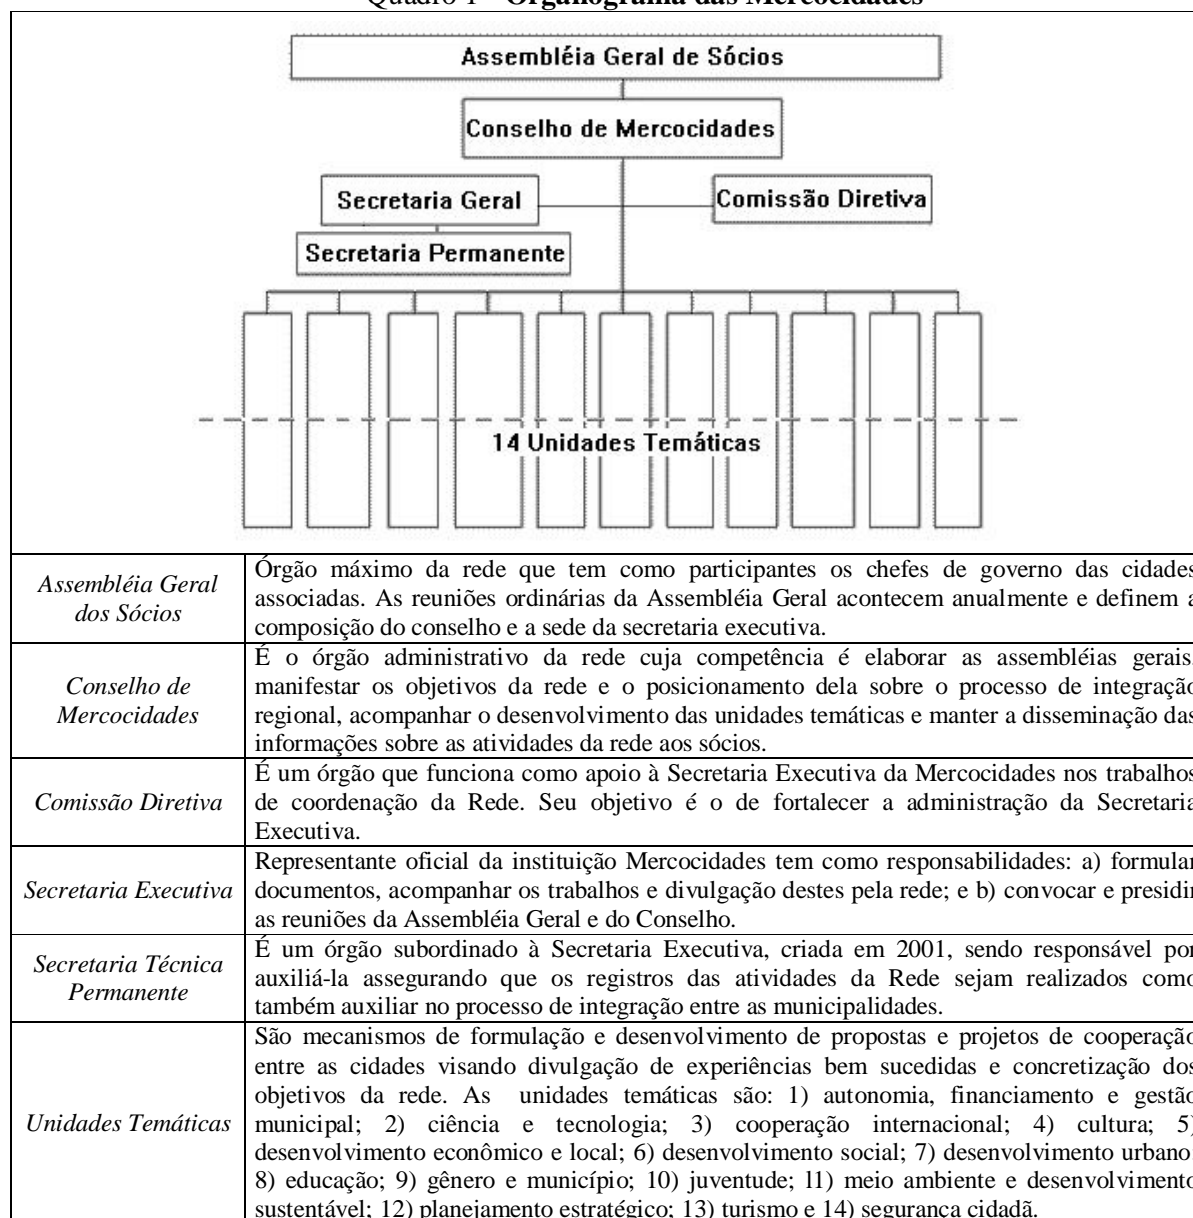 Quadro 1 - Organograma das Mercocidades
Assembléia Geral de Sócios
Conselho de Mercocidades
Secretaria Geral
Comissão Diretiva
Secretaria Permanente
14 Unidades Temáticas
Assembléia Geral
dos Sócios
Órgão máximo da rede que tem como participantes os chefes de governo das cidades
associadas. As reuniões ordinárias da Assembléia Geral acontecem anualmente e definem a
composição do conselho e a sede da secretaria executiva.
Conselho de
Mercocidades
É o órgão administrativo da rede cuja competência é elaborar as assembléias gerais,
manifestar os objetivos da rede e o posicionamento dela sobre o processo de integração
regional, acompanhar o desenvolvimento das unidades temáticas e manter a disseminação das
informações sobre as atividades da rede aos sócios.
Comissão Diretiva
É um órgão que funciona como apoio à Secretaria Executiva da Mercocidades nos trabalhos
de coordenação da Rede. Seu objetivo é o de fortalecer a administração da Secretaria
Executiva.
Secretaria Executiva
Representante oficial da instituição Mercocidades tem como responsabilidades: a) formular
documentos, acompanhar os trabalhos e divulgação destes pela rede; e b) convocar e presidir
as reuniões da Assembléia Geral e do Conselho.
Secretaria Técnica
Permanente
É um órgão subordinado à Secretaria Executiva, criada em 2001, sendo responsável por
auxiliá-la assegurando que os registros das atividades da Rede sejam realizados como
também auxiliar no processo de integração entre as municipalidades.
Unidades Temáticas
São mecanismos de formulação e desenvolvimento de propostas e projetos de cooperação
entre as cidades visando divulgação de experiências bem sucedidas e concretização dos
objetivos da rede. As unidades temáticas são: 1) autonomia, financiamento e gestão
municipal; 2) ciência e tecnologia; 3) cooperação internacional; 4) cultura; 5)
desenvolvimento econômico e local; 6) desenvolvimento social; 7) desenvolvimento urbano;
8) educação; 9) gênero e município; 10) juventude; l1) meio ambiente e desenvolvimento
sustentável; 12) planejamento estratégico; 13) turismo e 14) segurança cidadã.